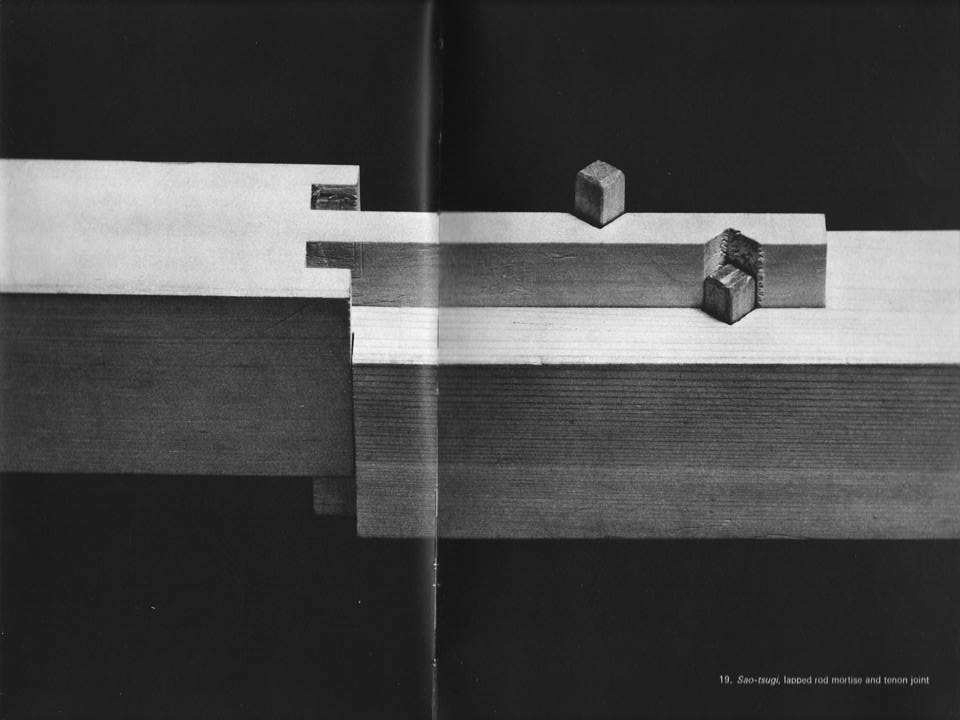 19. Sao-tsugi, lapped rod mortise and tenon joint